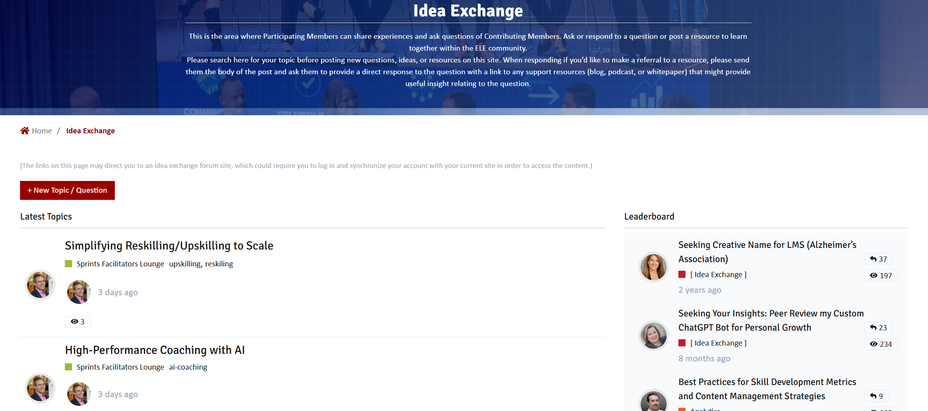 Idea Exchange
This is the area where Participating Members can share experiences and ask questions of Contributing Members. Ask or respond to a question or post a resource to learn
together within the ELE community.
Please search here for your topic before posting new questions, ideas, or resources on this site. When responding if you'd like to make a referral to a resource, please send
them the body of the post and ask them to provide a direct response to the question with a link to any support resources (blog, podcast, or whitepaper) that might provide
useful insight relating to the question.
Home / Idea Exchange
(The links on this page may direct you to an idea exchange forum site, which could require you to log in and synchronize your account with your current site in order to access the content.)
+ New Topic / Question
Latest Topics
Simplifying Reskilling/Upskilling to Scale
Sprints Facilitators Lounge upskilling, reskiling
3 days ago
3
High-Performance Coaching with AI
Sprints Facilitators Lounge ai-coaching
3 days ago
Leaderboard
Seeking Creative Name for LMS (Alzheimer's
Association)
37
[ Idea Exchange ]
197
2 years ago
Seeking Your Insights: Peer Review my Custom
ChatGPT Bot for Personal Growth
23
[ Idea Exchange ]
234
8 months ago
Best Practices for Skill Development Metrics
and Content Management Strategies
9